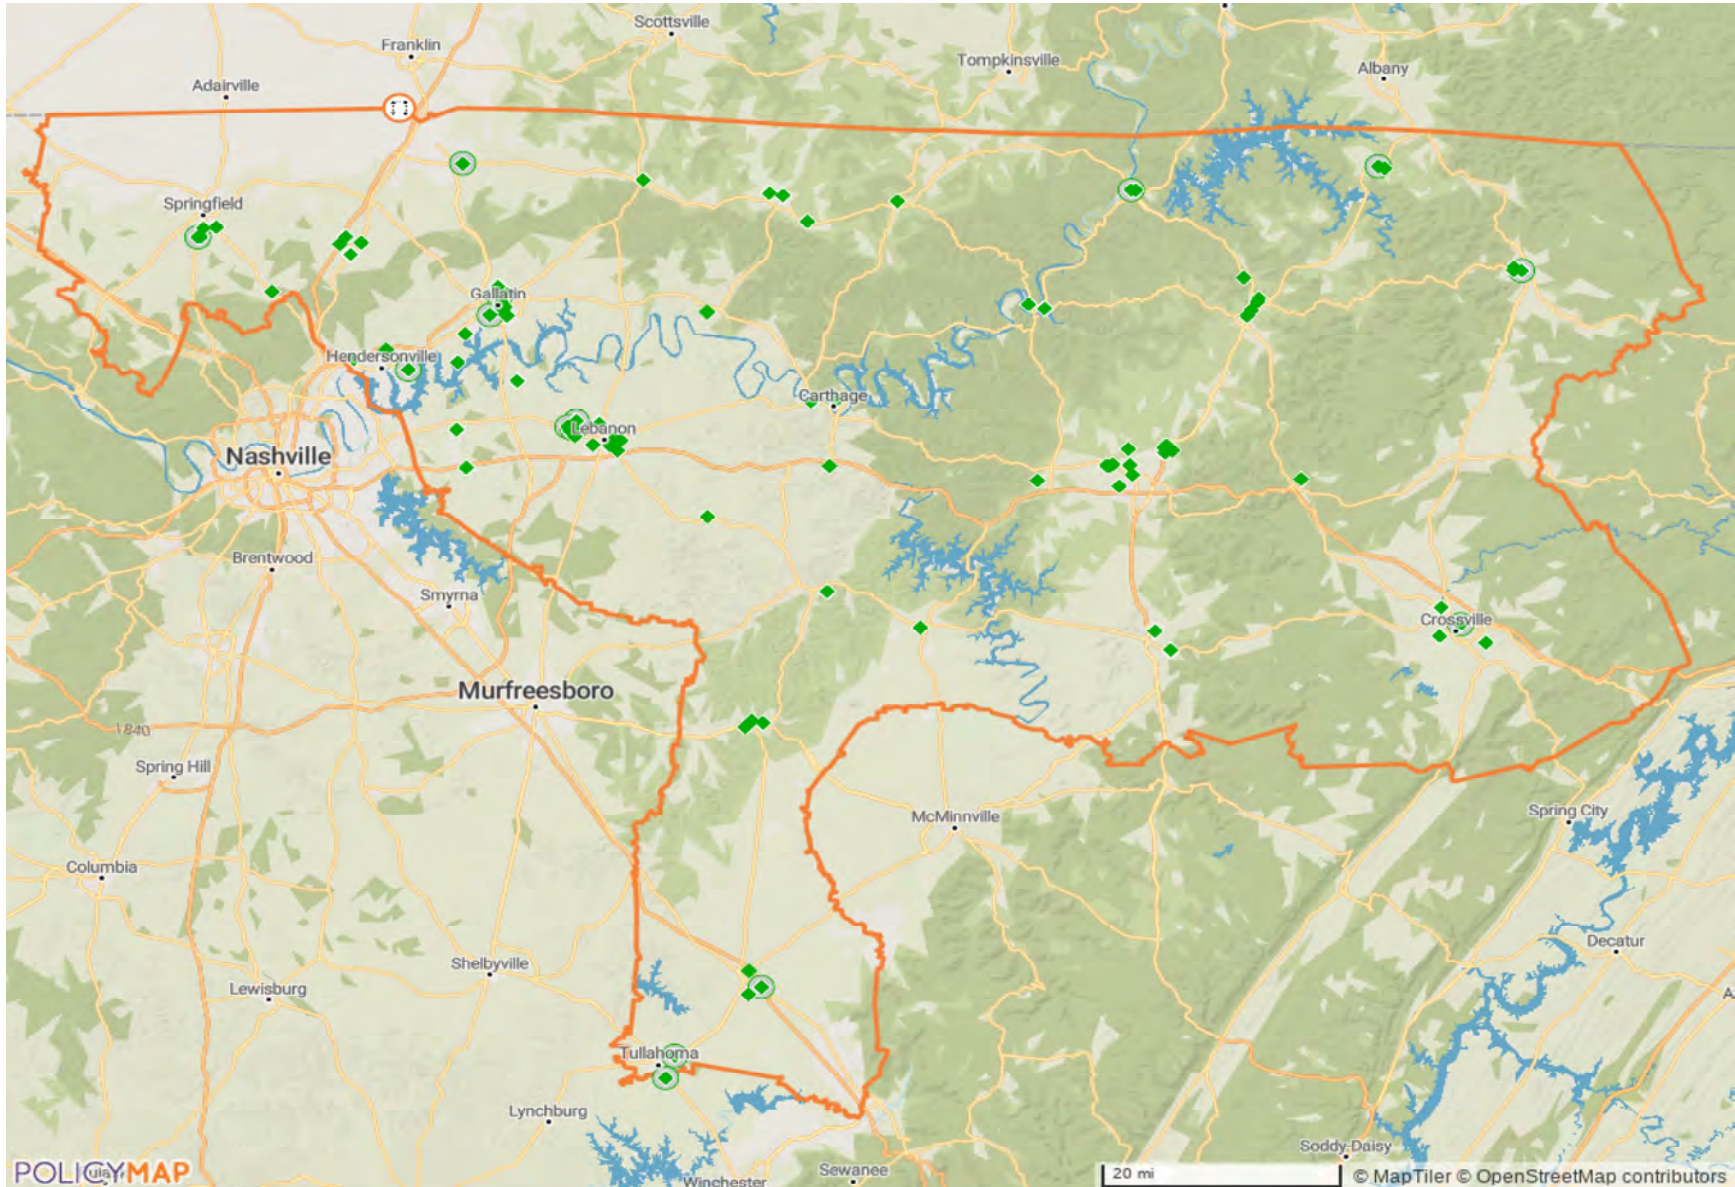 Scottsville
Franklin
Tompkinsville
Albany
Adairville
Springfield
Gallatin
Hendersonville
Carthage
Lebanon
Nashville
Brentwood
Smyrna
Crossville
Murfreesboro
1840
Spring Hill
McMinnville
Spring City
Columbia
Decatur
Shelbyville
Lewisburg
Tullahoma
Lynchburg
Soddy-Daisy
Sewanee
Winchester
POLICYMAP
20 mi
© MapTiler © OpenStreetMap contributors